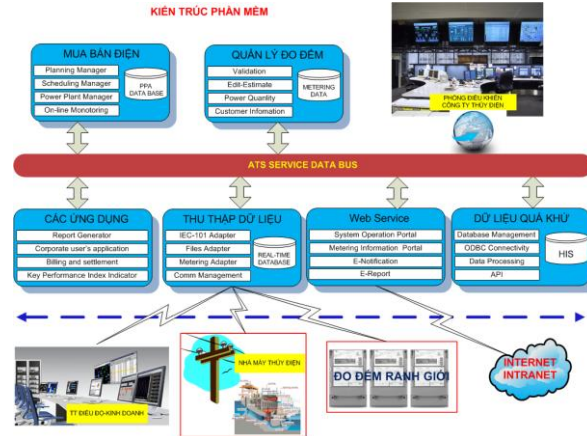 KIẾN TRÚC PHẦN MỀM
MUA BÁN ĐIỆN
Planning Manager
Scheduling Manager
Power Plant Manager
On-line Monotoring
PPA
DATA BASE
QUẢN LÝ ĐO ĐẾM
Validation
Edit-Estimate
Power Quanlity
Customer Infomation
METERING
DATA
PHÒNG ĐIỀU KHIỂN
CÔNG TY THỦY ĐIỆN
ATS SERVICE DATA BUS
CÁC ỨNG DỤNG
Report Generator
Corporate user's application
Billing and settlement
Key Performance Index Indicator
THU THẬP DỮ LIỆU
IEC-101 Adapter
Files Adapter
Metering Adapter
Comm Management
REAL-TIME
DATABASE
Web Service
System Operation Portal
Metering Information Portal
E-Notification
E-Report
DỮ LIỆU QUÁ KHỨ
Database Management
ODBC Connectivity
Data Processing
API
HIS
TT ĐIỀU ĐỘ-KINH DOANH
NHÀ MÁY THỦY ĐIỆN
ĐO ĐẾM RANH GIỚI
INTERNET
INTRANET